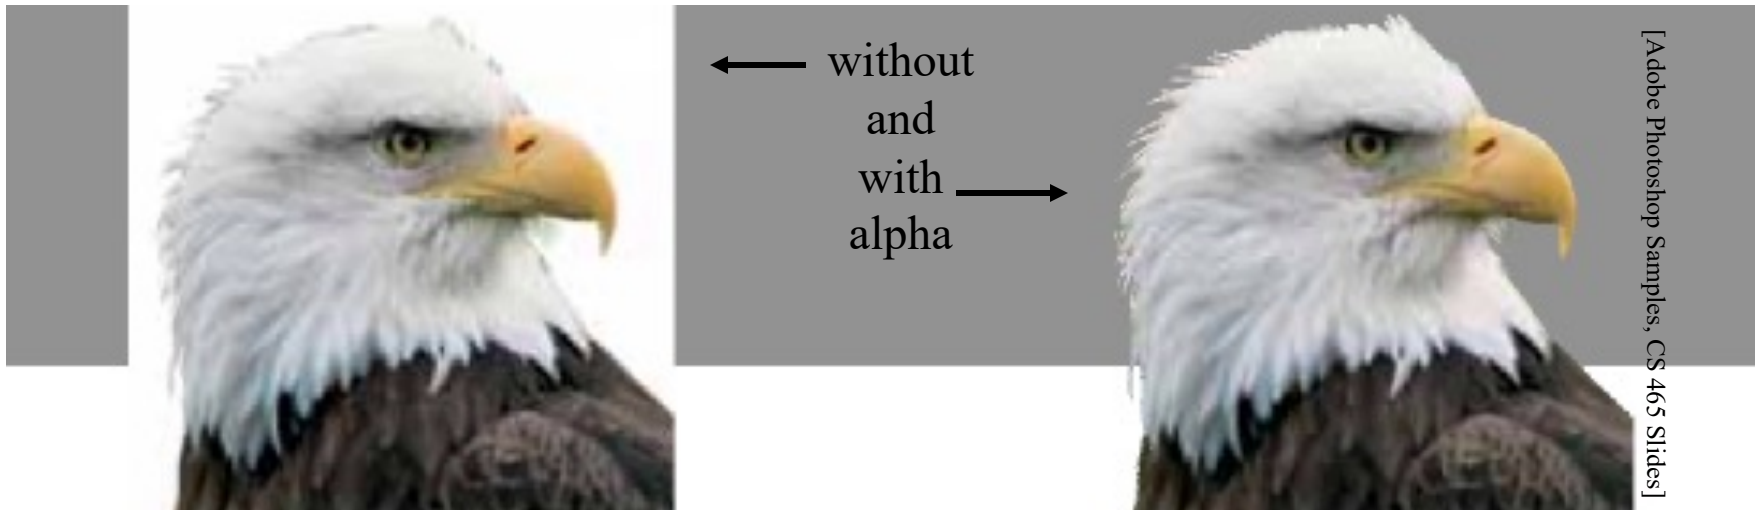 without
and
with
alpha
[Adobe Photoshop Samples, CS 465 Slides]